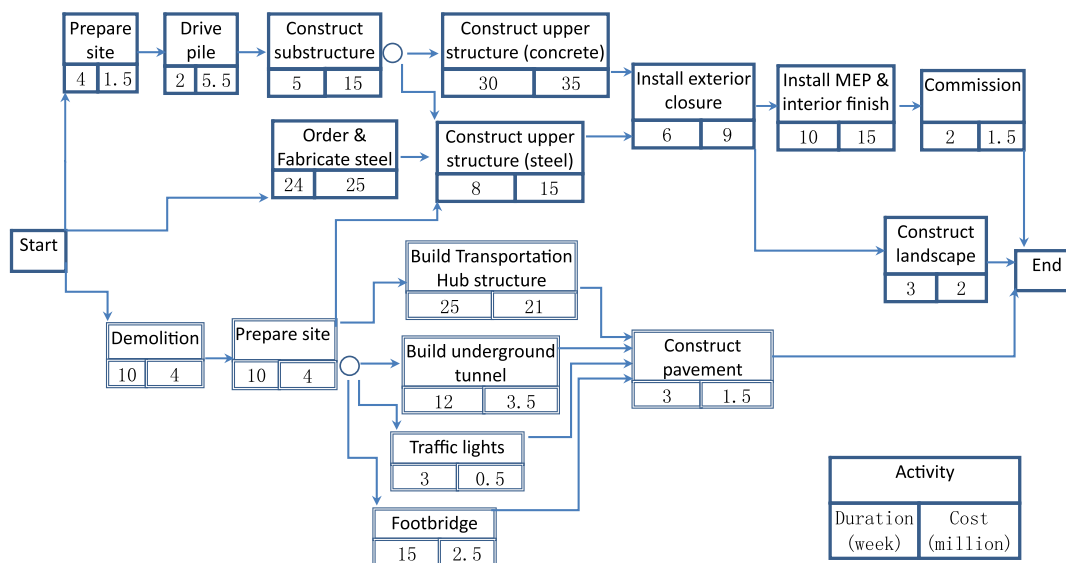 Prepare
site
4 1.5
Drive
pile
2 5.5
Construct
substructure
5 15
Construct upper
structure (concrete)
30 35
Install exterior
closure
6 9
Install MEP &
interior finish
10 15
Commission
2 1.5
Order &
Fabricate steel
24 25
Construct upper
structure (steel)
8 15
Start
Construct
landscape
3 2
End
Build Transportation
Hub structure
25 21
Demolition
10 4
Prepare site
10 4
Build underground
tunnel
12 3.5
Construct
pavement
3 1.5
Traffic lights
3 0.5
Footbridge
15 2.5
Activity
Duration
(week)
Cost
(million)